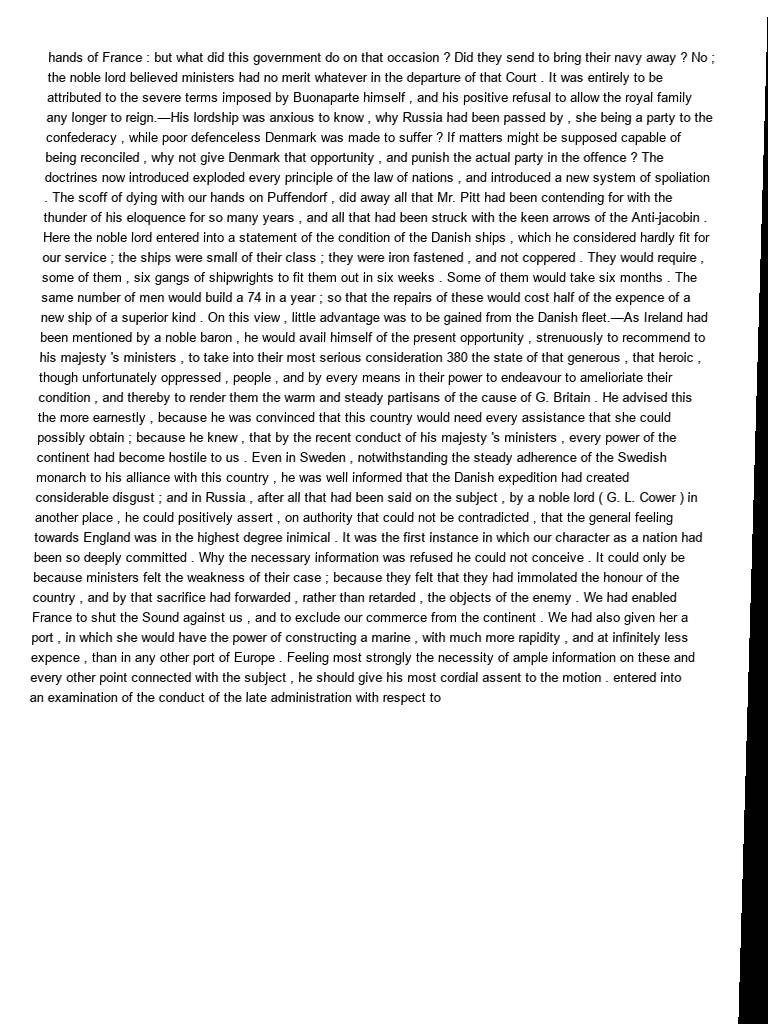 hands of France : but what did this government do on that occasion ? Did they send to bring their navy away ? No ;
the noble lord believed ministers had no merit whatever in the departure of that Court . It was entirely to be
attributed to the severe terms imposed by Buonaparte himself , and his positive refusal to allow the royal family
any longer to reign.—His lordship was anxious to know , why Russia had been passed by , she being a party to the
confederacy , while poor defenceless Denmark was made to suffer ? If matters might be supposed capable of
being reconciled , why not give Denmark that opportunity , and punish the actual party in the offence ? The
doctrines now introduced exploded every principle of the law of nations , and introduced a new system of spoliation
. The scoff of dying with our hands on Puffendorf , did away all that Mr. Pitt had been contending for with the
thunder of his eloquence for so many years , and all that had been struck with the keen arrows of the Anti-jacobin .
Here the noble lord entered into a statement of the condition of the Danish ships , which he considered hardly fit for
our service ; the ships were small of their class ; they were iron fastened , and not coppered . They would require ,
some of them , six gangs of shipwrights to fit them out in six weeks . Some of them would take six months . The
same number of men would build a 74 in a year ; so that the repairs of these would cost half of the expence of a
new ship of a superior kind . On this view , little advantage was to be gained from the Danish fleet.—As Ireland had
been mentioned by a noble baron , he would avail himself of the present opportunity , strenuously to recommend to
his majesty 's ministers , to take into their most serious consideration 380 the state of that generous , that heroic ,
though unfortunately oppressed , people , and by every means in their power to endeavour to amelioriate their
condition , and thereby to render them the warm and steady partisans of the cause of G. Britain . He advised this
the more earnestly , because he was convinced that this country would need every assistance that she could
possibly obtain ; because he knew , that by the recent conduct of his majesty 's ministers , every power of the
continent had become hostile to us . Even in Sweden , notwithstanding the steady adherence of the Swedish
monarch to his alliance with this country , he was well informed that the Danish expedition had created
considerable disgust ; and in Russia , after all that had been said on the subject , by a noble lord ( G. L. Cower ) in
another place , he could positively assert , on authority that could not be contradicted , that the general feeling
towards England was in the highest degree inimical . It was the first instance in which our character as a nation had
been so deeply committed . Why the necessary information was refused he could not conceive . It could only be
because ministers felt the weakness of their case ; because they felt that they had immolated the honour of the
country , and by that sacrifice had forwarded , rather than retarded , the objects of the enemy . We had enabled
France to shut the Sound against us , and to exclude our commerce from the continent . We had also given her a
port , in which she would have the power of constructing a marine , with much more rapidity , and at infinitely less
expence , than in any other port of Europe . Feeling most strongly the necessity of ample information on these and
every other point connected with the subject , he should give his most cordial assent to the motion . entered into
an examination of the conduct of the late administration with respect to